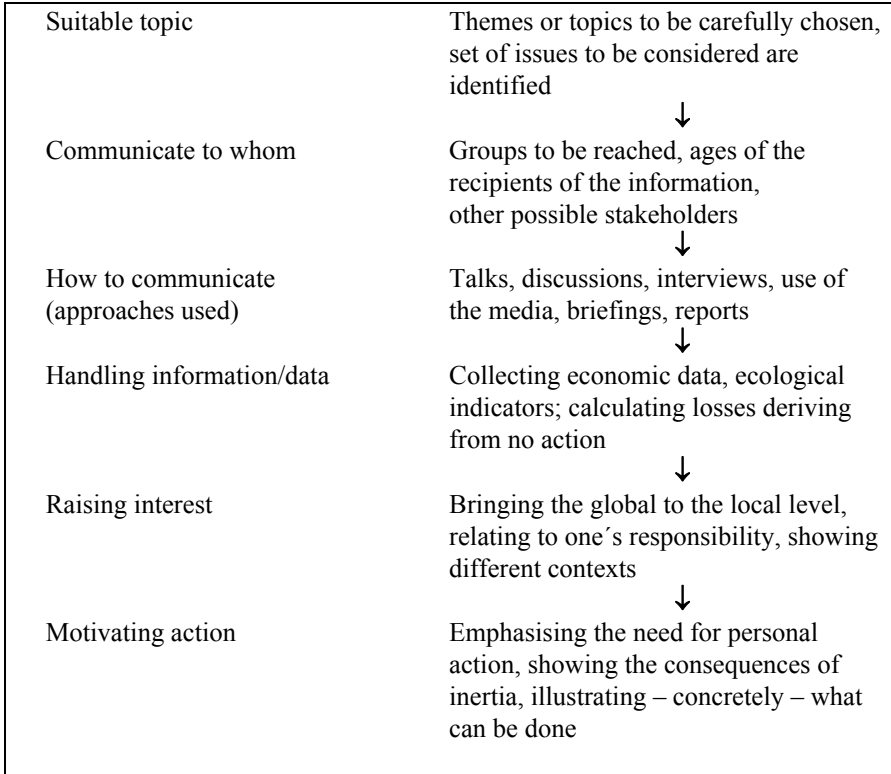 Suitable topic
Themes or topics to be carefully chosen,
set of issues to be considered are
identified
↓
Communicate to whom
Groups to be reached, ages of the
recipients of the information,
other possible stakeholders
↓
How to communicate
(approaches used)
Talks, discussions, interviews, use of
the media, briefings, reports
↓
Handling information/data
Collecting economic data, ecological
indicators; calculating losses deriving
from no action
↓
Raising interest
Bringing the global to the local level,
relating to one´s responsibility, showing
different contexts
↓
Motivating action
Emphasising the need for personal
action, showing the consequences of
inertia, illustrating – concretely – what
can be done